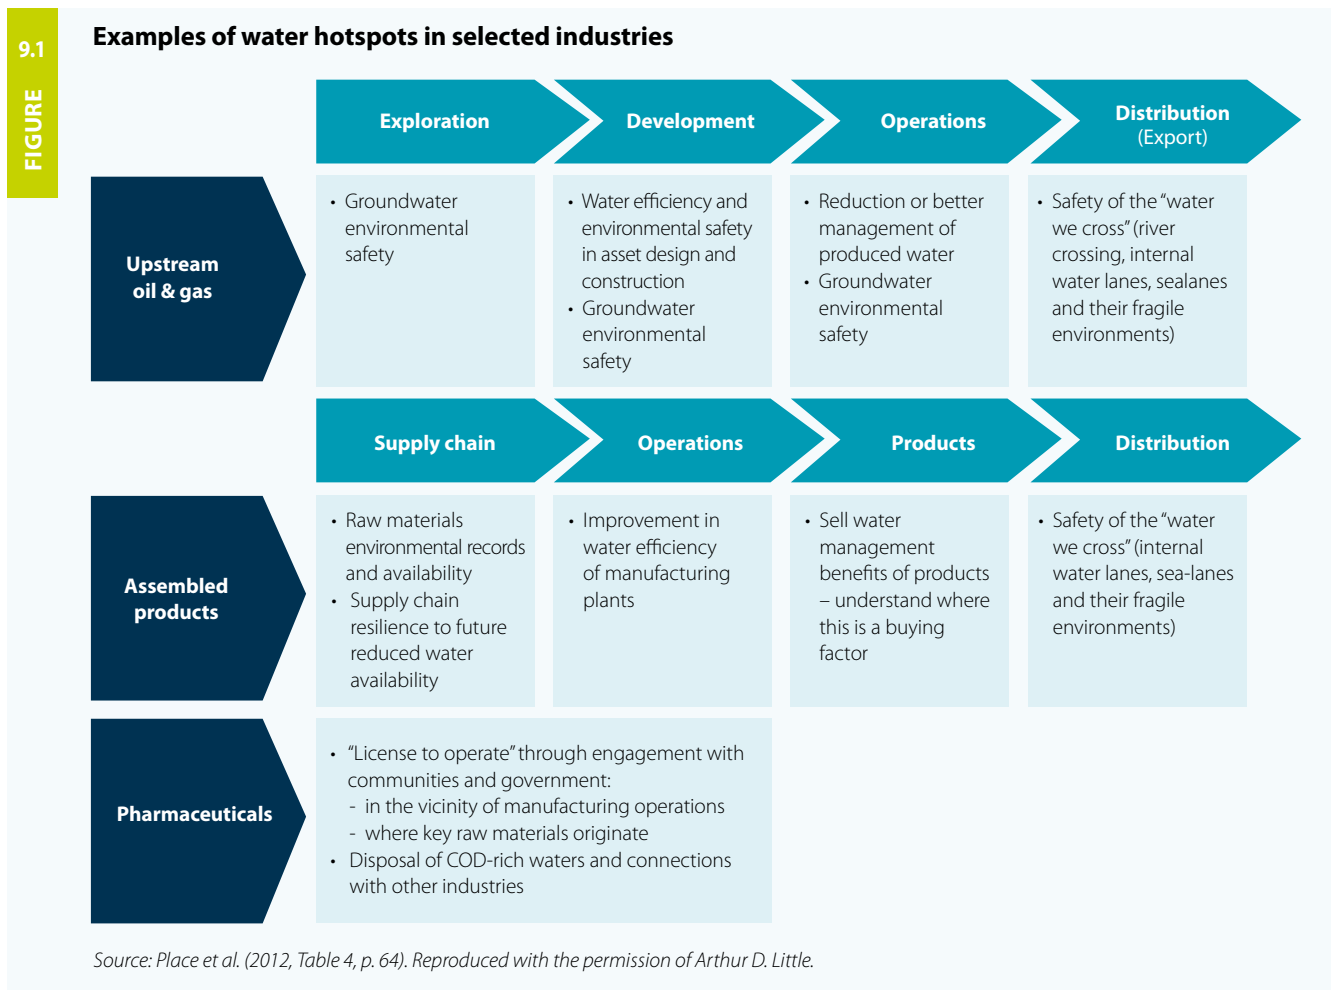 9.1
FIGURE
Examples of water hotspots in selected industries
Exploration
Development
Operations
Distribution
(Export)
Upstream
oil & gas
• Groundwater
environmental
safety
• Water efficiency and
environmental safety
in asset design and
construction
• Groundwater
environmental
safety
• Reduction or better
management of
produced water
• Groundwater
environmental
safety
• Safety of the “water
we cross” (river
crossing, internal
water lanes, sealanes
and their fragile
environments)
Supply chain
Operations
Products
Distribution
Assembled
products
• Raw materials
environmental records
and availability
• Supply chain
resilience to future
reduced water
availability
• Improvement in
water efficiency
of manufacturing
plants
• Sell water
management
benefits of products
– understand where
this is a buying
factor
• Safety of the “water
we cross” (internal
water lanes, sea-lanes
and their fragile
environments)
Pharmaceuticals
• “License to operate” through engagement with
communities and government:
- in the vicinity of manufacturing operations
- where key raw materials originate
• Disposal of COD-rich waters and connections
with other industries
Source: Place et al. (2012, Table 4, p. 64). Reproduced with the permission of Arthur D. Little.